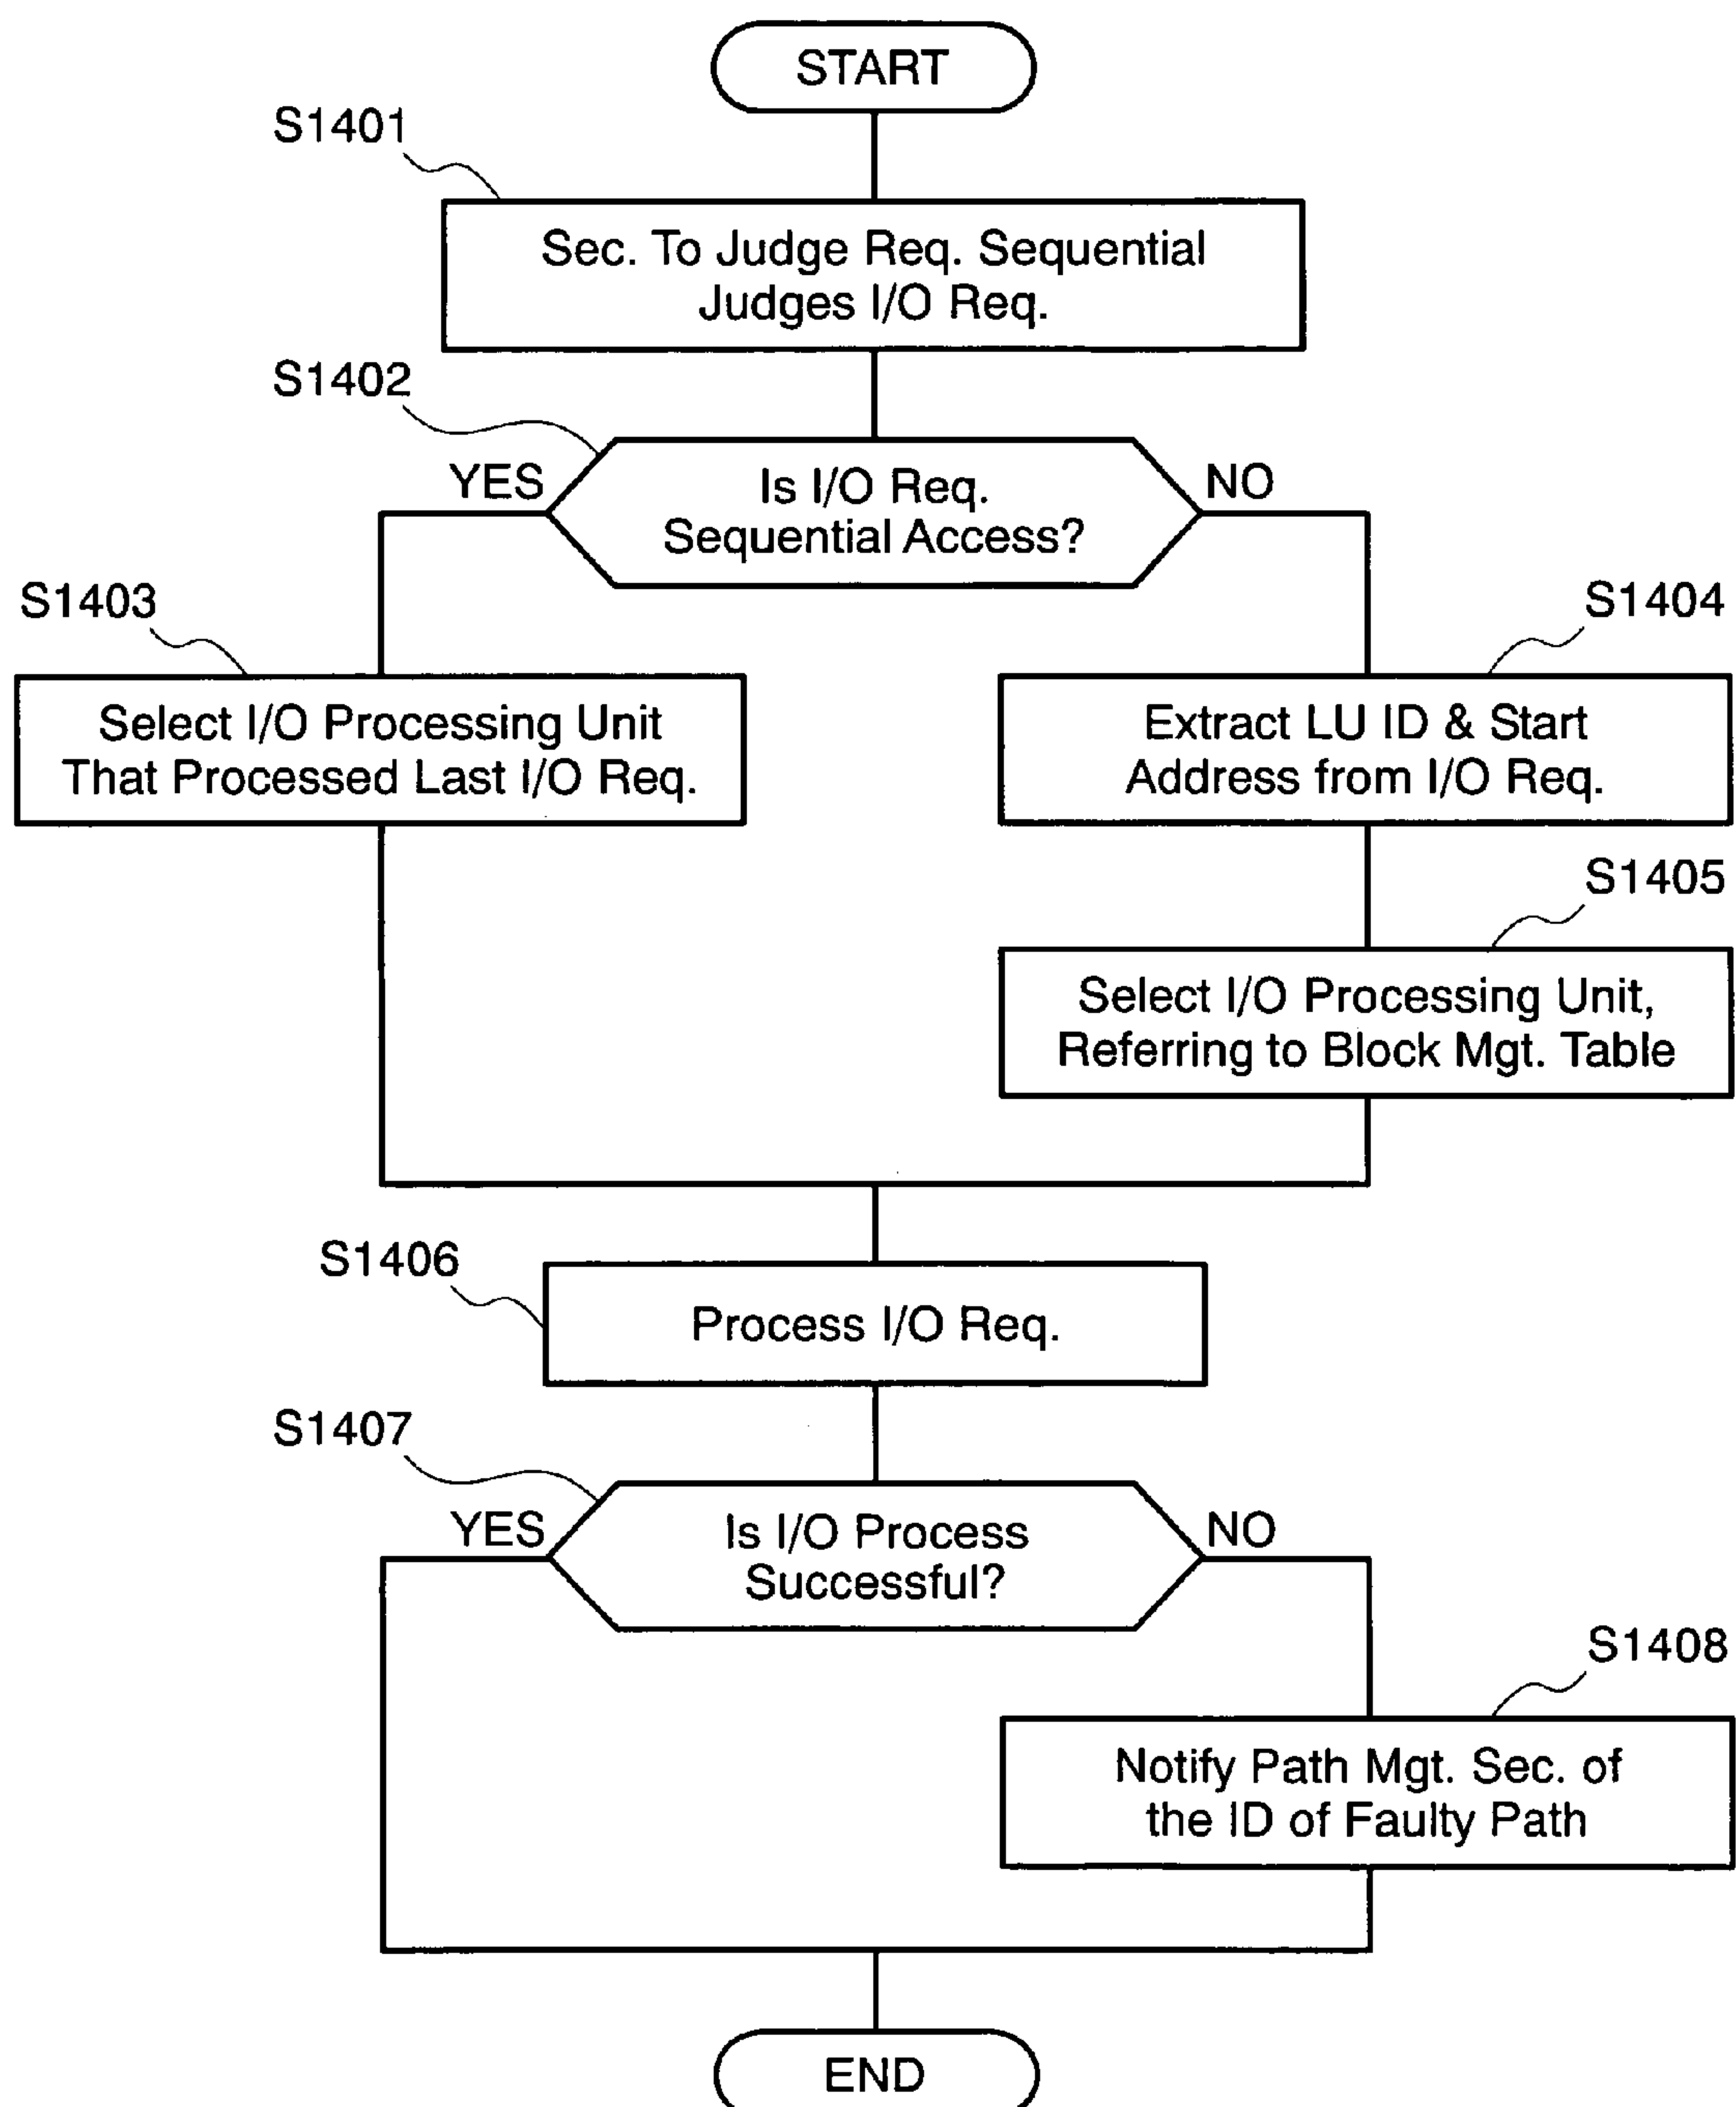 START
S1401
Sec. To Judge Req. Sequential
Judges I/O Req.
S1402
YES
NO
Is I/O Req.
Sequential Access?
S1403
S1404
Select I/O Processing Unit
That Processed Last I/O Req.
Extract LU ID & Start
Address from I/O Req.
S1405
Select I/O Processing Unit,
Referring to Block Mgt. Table
S1406
Process I/O Req.
S1407
YES
NO
Is I/O Process
Successful?
S1408
Notify Path Mgt. Sec. of
the ID of Faulty Path
END